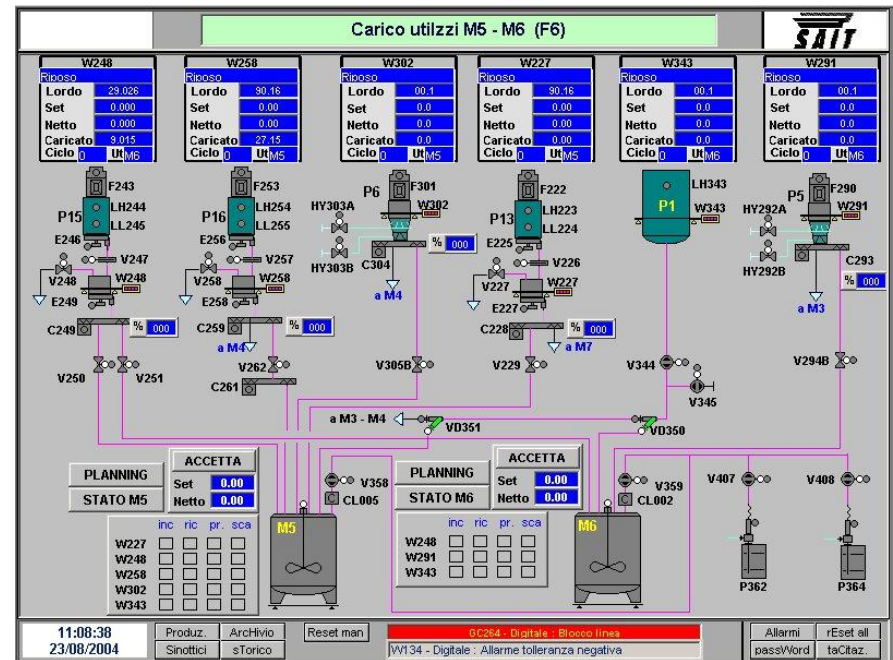 Carico utilzzi M5 - M6 (F6)
SAIT
W248 W258 W302 W227 W343 W291
Riposo Riposo Riposo Riposo Riposo Riposo
Lordo 29.026 Lordo 90.16 Lordo 00.1 Lordo 90.16 Lordo 00.1 Lordo 00.1
Set 0.000 Set 0.00 Set 0.0 Set 0.00 Set 0.0 Set 0.0
Netto 0.000 Netto 0.00 Netto 0.0 Netto 0.00 Netto 0.0 Netto 0.0
Caricato 9.015 Caricato 27.15 Caricato 0.0 Caricato 0.00 Caricato 0.0 Caricato 0.0
Ciclo 0 Ut M6 Ciclo 0 Ut M5 Ciclo 0 Ut M5 Ciclo 0 Ut M5 Ciclo 0 Ut M6 Ciclo 0 Ut M6
F243 F253 P6 F301 F222 LH343 P5 F290
HY303A W302 P1 W343 HY292A W291
P15 LH244 P16 LH254 P13 LH223
LL245 LL255 LL224
E246 E256 % 000 E225
V247 V257 HY303B C304 V226 HY292B C293
V248 W248 V258 W258 a M4 V227 W227 % 000
E249 E258 E227 a M3
C249 % 000 C259 % 000 C228 % 000
a M4 a M7
V250 V251 V262 V305B V229 V344 V294B
C261 V345
a M3 - M4 VD351 VD350
PLANNING ACCETTA V358 PLANNING ACCETTA V359 V407 V408
STATO M5 Set 0.00 STATO M6 Set 0.00
Netto 0.00 C CL005 Netto 0.00 C CL002
inc ric pr. sca M5 inc ric pr. sca M6
W227 W248
W248 W291
W258 W343
W302
W343
P362 P364
11:08:38 Produz. ArcHivio Reset man GC264 - Digitale : Blocco linea Allarmi rEset all
23/08/2004 Sinottici sTorico W134 - Digitale : Allarme tolleranza negativa passWord taCitaz.